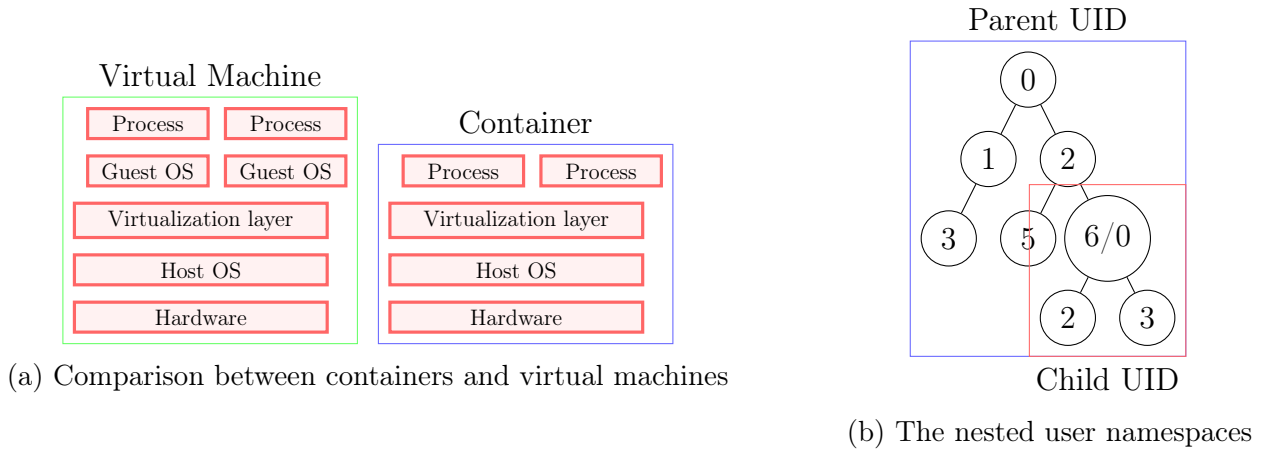 Virtual Machine
Process Process
Guest OS Guest OS
Virtualization layer
Host OS
Hardware
Container
Process Process
Virtualization layer
Host OS
Hardware
(a) Comparison between containers and virtual machines
Parent UID
0
1 2
3 5 6/0
2 3
Child UID
(b) The nested user namespaces